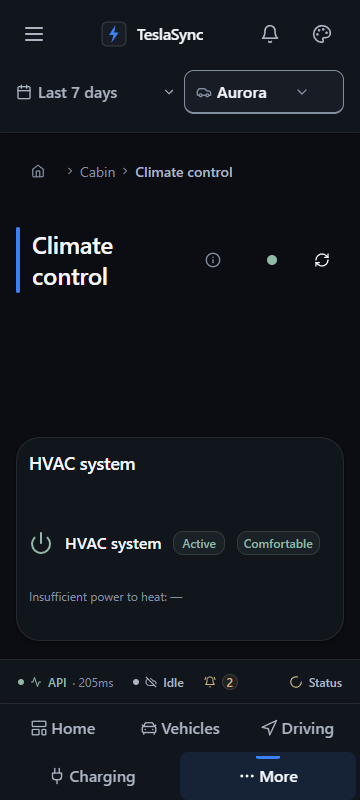 TeslaSync
Last 7 days
Aurora
Cabin
Climate control
Climate
control
HVAC system
HVAC system
Active
Comfortable
Insufficient power to heat: —
API · 205ms
Idle
2
Status
Home
Vehicles
Driving
Charging
More